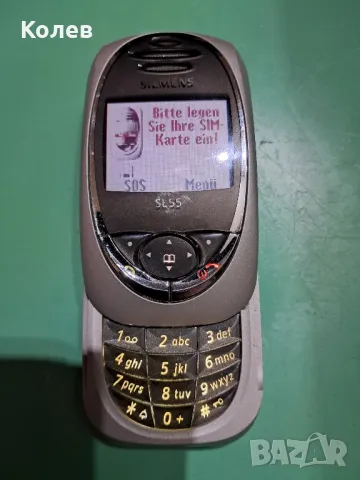 Колев
SIEMENS
Bitte legen
Sie Ihre SIM-
Karte ein!
SOS Menü
SL55
1 2 abc 3 def
4 ghi 5 jkl 6 mno
7 pqrs 8 tuv 9 wxyz
* 0 + #
BAZAR